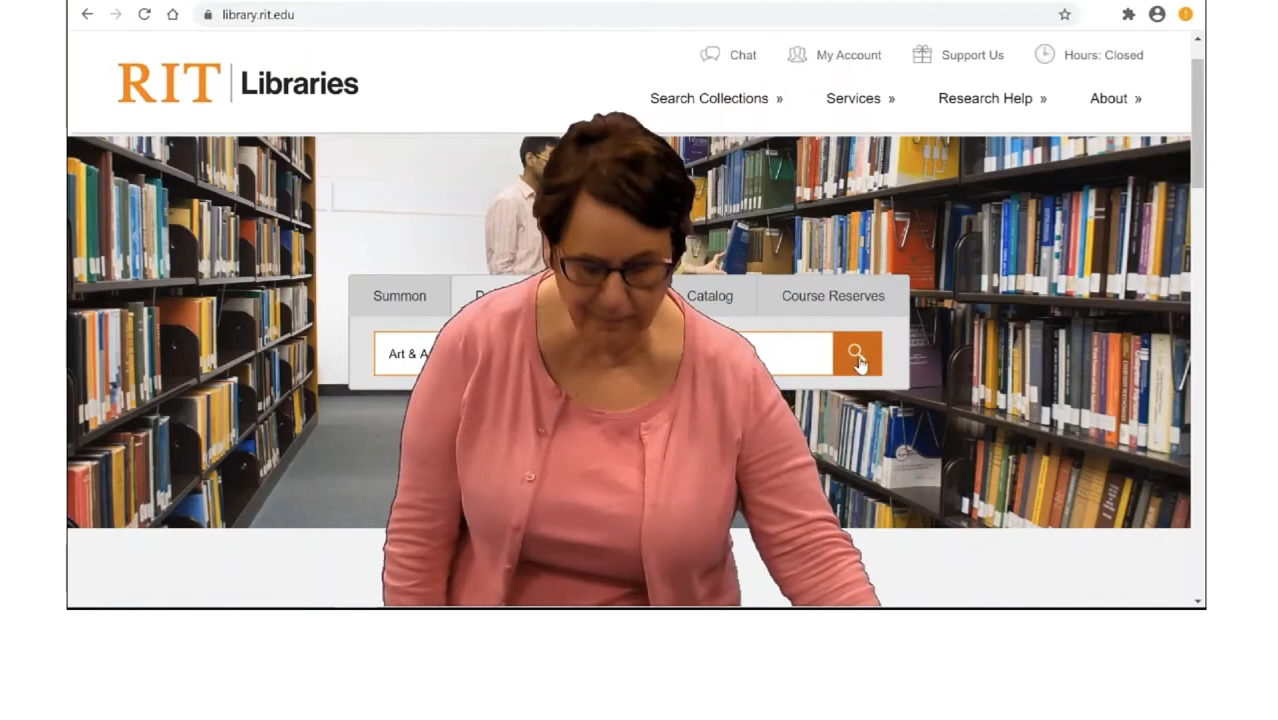 library.rit.edu
Chat My Account Support Us Hours: Closed
RIT Libraries
Search Collections » Services » Research Help » About »
Summon Catalog Course Reserves
Art & A